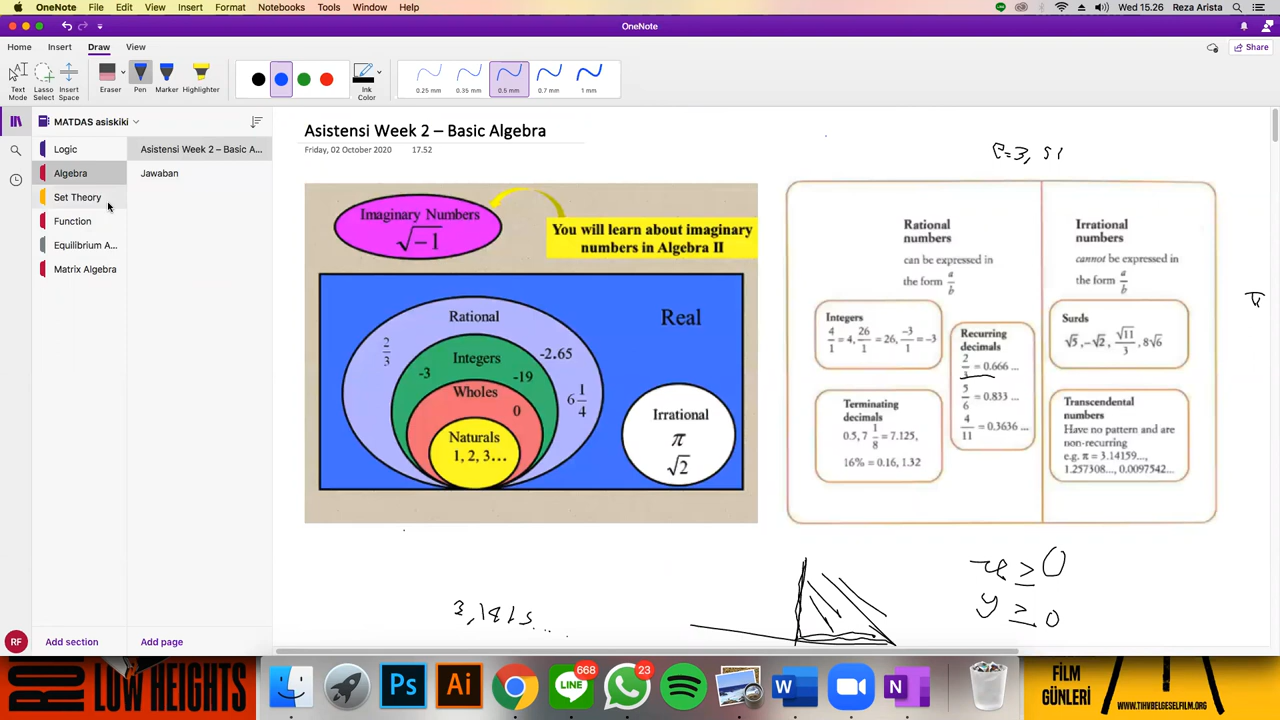 OneNote File Edit View Insert Format Notebooks Tools Window Help
Wed 15.26 Reza Arista
OneNote
Home Insert Draw View
Share
Text Mode
Lasso Select
Insert Space
Eraser
Pen
Marker
Highlighter
Ink Color
0.25 mm 0.35 mm 0.5 mm 0.7 mm 1 mm
MATDAS asiskiki
Logic
Algebra
Set Theory
Function
Equilibrium A...
Matrix Algebra
Asistensi Week 2 – Basic A...
Jawaban
Asistensi Week 2 – Basic Algebra
Friday, 02 October 2020 17.52
Imaginary Numbers
√-1
You will learn about imaginary
numbers in Algebra II
Real
Rational
2/3
-2.65
6 1/4
Integers
-3
-19
Wholes
0
Naturals
1, 2, 3...
Irrational
π
√2
Rational
numbers
can be expressed in
the form a/b
Integers
4/1 = 4, 26/1 = 26, -3/1 = -3
Recurring
decimals
2/3 = 0.666 ...
5/6 = 0.833 ...
4/11 = 0.3636 ...
Terminating
decimals
0.5, 7 1/8 = 7.125,
16% = 0.16, 1.32
Irrational
numbers
cannot be expressed in
the form a/b
Surds
√5, -√2, √11/3, 8√6
Transcendental
numbers
Have no pattern and are
non-recurring
e.g. π = 3.14159...,
1.257308..., 0.0097542...
π
≥ 0
y ≥ 0
3,1415...
RF
Add section
Add page
LOW HEIGHTS
Ps
Ai
668
LINE
23
W
N
FİLM
GÜNLERİ
WWW.TIHVBELGESELFILM.ORG